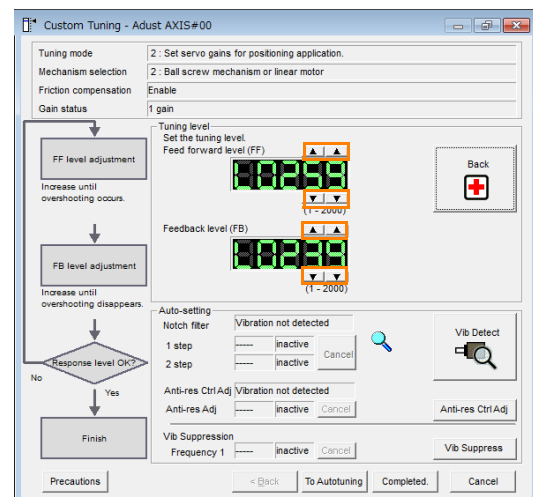 Custom Tuning - Adust AXIS#00
Tuning mode 2 : Set servo gains for positioning application.
Mechanism selection 2 : Ball screw mechanism or linear motor
Friction compensation Enable
Gain status 1 gain
FF level adjustment
Increase until
overshooting occurs.
FB level adjustment
Increase until
overshooting disappears.
Response level OK?
No
Yes
Finish
Tuning level
Set the tuning level.
Feed forward level (FF)
L0259
(1 - 2000)
Feedback level (FB)
(1 - 2000)
Back
Auto-setting
Notch filter Vibration not detected
1 step ----- inactive
2 step ----- inactive
Cancel
Vib Detect
Anti-res Ctrl Adj Vibration not detected
Anti-res Adj ----- inactive Cancel
Anti-res Ctrl Adj
Vib Suppression
Frequency 1 ----- inactive Cancel
Vib Suppress
Precautions
< Back
To Autotuning
Completed.
Cancel